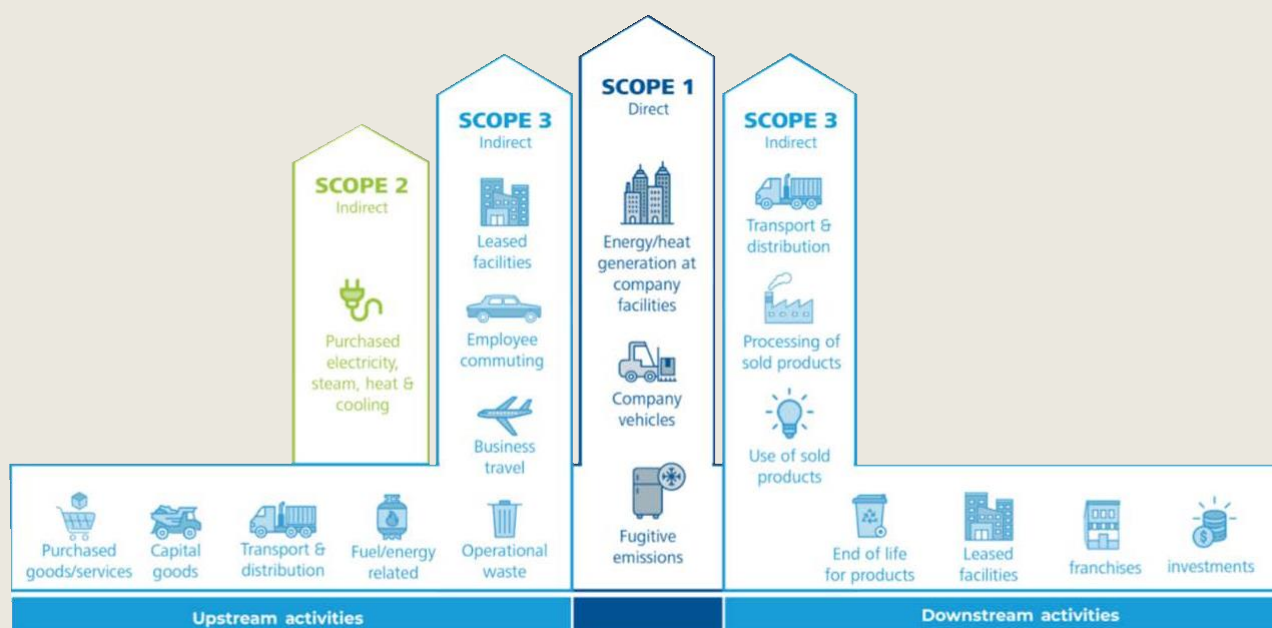 SCOPE 2
Indirect
Purchased
electricity,
steam, heat &
cooling
SCOPE 3
Indirect
Leased
facilities
Employee
commuting
Business
travel
SCOPE 1
Direct
Energy/heat
generation at
company
facilities
Company
vehicles
Fugitive
emissions
SCOPE 3
Indirect
Transport &
distribution
Processing of
sold products
Use of sold
products
Purchased
goods/services
Capital
goods
Transport &
distribution
Fuel/energy
related
Operational
waste
End of life
for products
Leased
facilities
franchises
investments
Upstream activities
Downstream activities